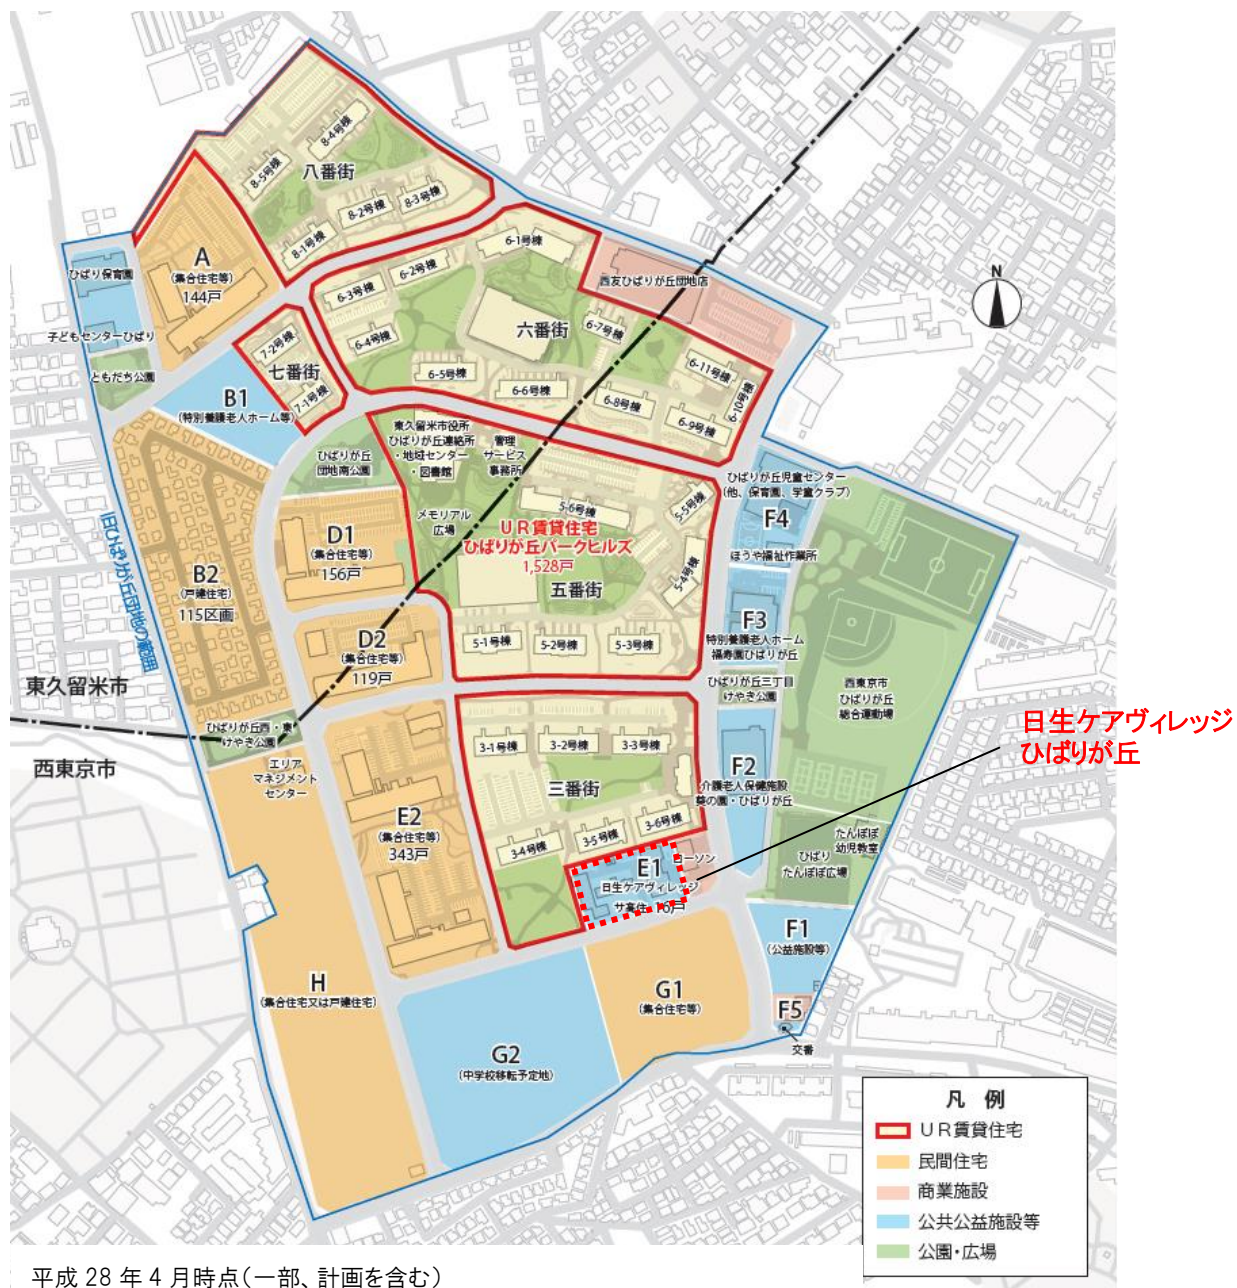 8-4号棟
8-5号棟
八番街
8-2号棟
8-3号棟
8-1号棟
A
(集合住宅等)
144戸
ひばり保育園
子どもセンターひばり
ともだち公園
6-1号棟
6-2号棟
6-3号棟
6-4号棟
西友ひばりが丘団地店
六番街
6-7号棟
6-5号棟
6-6号棟
6-8号棟
6-11号棟
6-10号棟
6-9号棟
7-2号棟
七番街
7-1号棟
B1
(特別養護老人ホーム等)
N
東久留米市役所
ひばりが丘連絡所
・地域センター
・図書館
管理
サービス
事務所
ひばりが丘
団地南公園
メモリアル
広場
5-6号棟
5-5号棟
UR賃貸住宅
ひばりが丘パークヒルズ
1,528戸
五番街
5-4号棟
5-1号棟
5-2号棟
5-3号棟
ひばりが丘児童センター
(他、保育園、学童クラブ)
F4
ほうや福祉作業所
F3
特別養護老人ホーム
福寿園ひばりが丘
ひばりが丘三丁目
けやき公園
西東京市
ひばりが丘
総合運動場
旧ひばりが丘団地の範囲
B2
(戸建住宅)
115区画
D1
(集合住宅等)
156戸
D2
(集合住宅等)
119戸
東久留米市
西東京市
ひばりが丘西・東
けやき公園
エリア
マネジメント
センター
E2
(集合住宅等)
343戸
3-1号棟
3-2号棟
3-3号棟
三番街
3-4号棟
3-5号棟
3-6号棟
F2
介護老人保健施設
葵の園・ひばりが丘
日生ケアヴィレッジ
ひばりが丘
たんぽぽ
幼児教室
ひばり
たんぽぽ広場
ローソン
E1
日生ケアヴィレッジ
サ高住
F1
(公益施設等)
F5
交番
H
(集合住宅又は戸建住宅)
G1
(集合住宅等)
G2
(中学校移転予定地)
凡 例
UR賃貸住宅
民間住宅
商業施設
公共公益施設等
公園・広場
平成 28 年 4 月時点(一部、計画を含む)